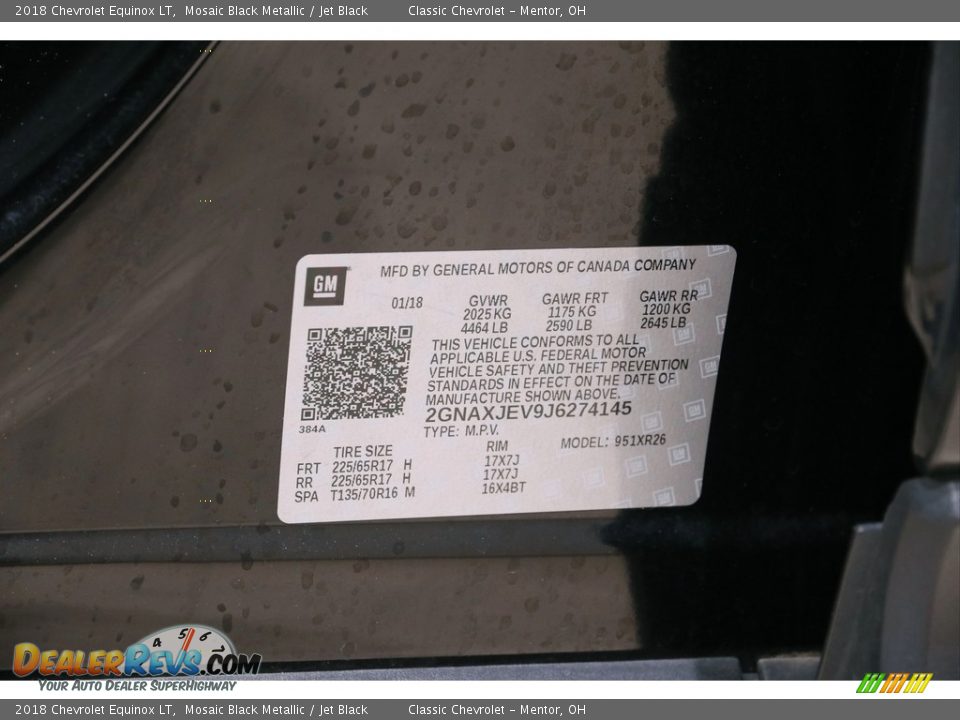 2018 Chevrolet Equinox LT, Mosaic Black Metallic / Jet Black Classic Chevrolet – Mentor, OH
GM
MFD BY GENERAL MOTORS OF CANADA COMPANY
01/18 GVWR GAWR FRT GAWR RR
2025 KG 1175 KG 1200 KG
4464 LB 2590 LB 2645 LB
THIS VEHICLE CONFORMS TO ALL
APPLICABLE U.S. FEDERAL MOTOR
VEHICLE SAFETY AND THEFT PREVENTION
STANDARDS IN EFFECT ON THE DATE OF
MANUFACTURE SHOWN ABOVE.
2GNAXJEV9J6274145
384A
TYPE: M.P.V. MODEL: 951XR26
TIRE SIZE RIM
FRT 225/65R17 H 17X7J
RR 225/65R17 H 17X7J
SPA T135/70R16 M 16X4BT
4 5 6 7
DEALERREVS.COM
YOUR AUTO DEALER SUPERHIGHWAY
2018 Chevrolet Equinox LT, Mosaic Black Metallic / Jet Black Classic Chevrolet – Mentor, OH